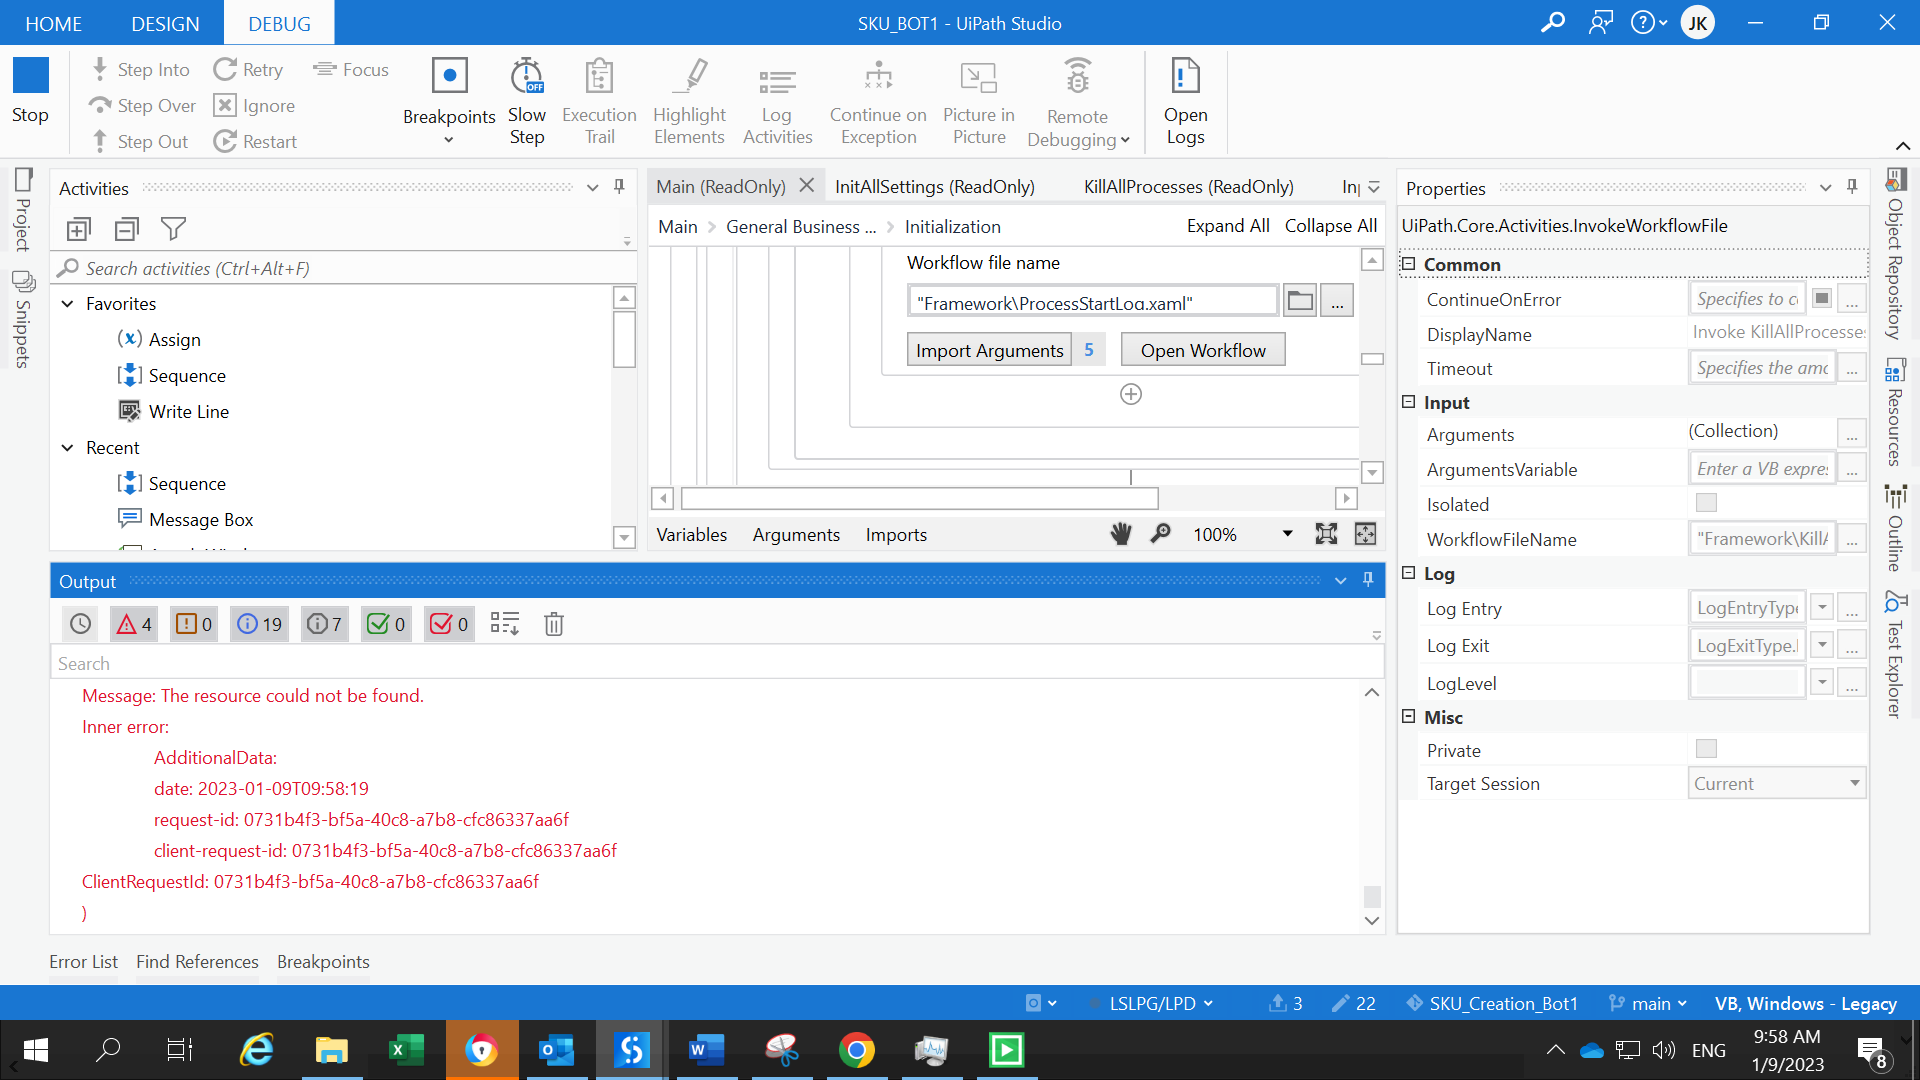 HOME DESIGN DEBUG SKU_BOT1 - UiPath Studio JK
Stop
Step Into Retry Focus
Step Over Ignore
Step Out Restart
Breakpoints
Slow Step
Execution Trail
Highlight Elements
Log Activities
Continue on Exception
Picture in Picture
Remote Debugging
Open Logs
Project
Snippets
Activities
Search activities (Ctrl+Alt+F)
Favorites
Assign
Sequence
Write Line
Recent
Sequence
Message Box
Main (ReadOnly) InitAllSettings (ReadOnly) KillAllProcesses (ReadOnly)
Main General Business ... Initialization Expand All Collapse All
Workflow file name
"Framework\ProcessStartLog.xaml" ...
Import Arguments 5 Open Workflow
Variables Arguments Imports 100%
Properties
UiPath.Core.Activities.InvokeWorkflowFile
Common
ContinueOnError Specifies to c ...
DisplayName Invoke KillAllProcesse
Timeout Specifies the amo ...
Input
Arguments (Collection) ...
ArgumentsVariable Enter a VB expre ...
Isolated
WorkflowFileName "Framework\Kill ...
Log
Log Entry LogEntryType ...
Log Exit LogExitType. ...
LogLevel ...
Misc
Private
Target Session Current
Object Repository
Resources
Outline
Test Explorer
Output
4 0 19 7 0 0
Search
Message: The resource could not be found.
Inner error:
AdditionalData:
date: 2023-01-09T09:58:19
request-id: 0731b4f3-bf5a-40c8-a7b8-cfc86337aa6f
client-request-id: 0731b4f3-bf5a-40c8-a7b8-cfc86337aa6f
ClientRequestId: 0731b4f3-bf5a-40c8-a7b8-cfc86337aa6f
)
Error List Find References Breakpoints
LSLPG/LPD 3 22 SKU_Creation_Bot1 main VB, Windows - Legacy
ENG
9:58 AM
1/9/2023
8